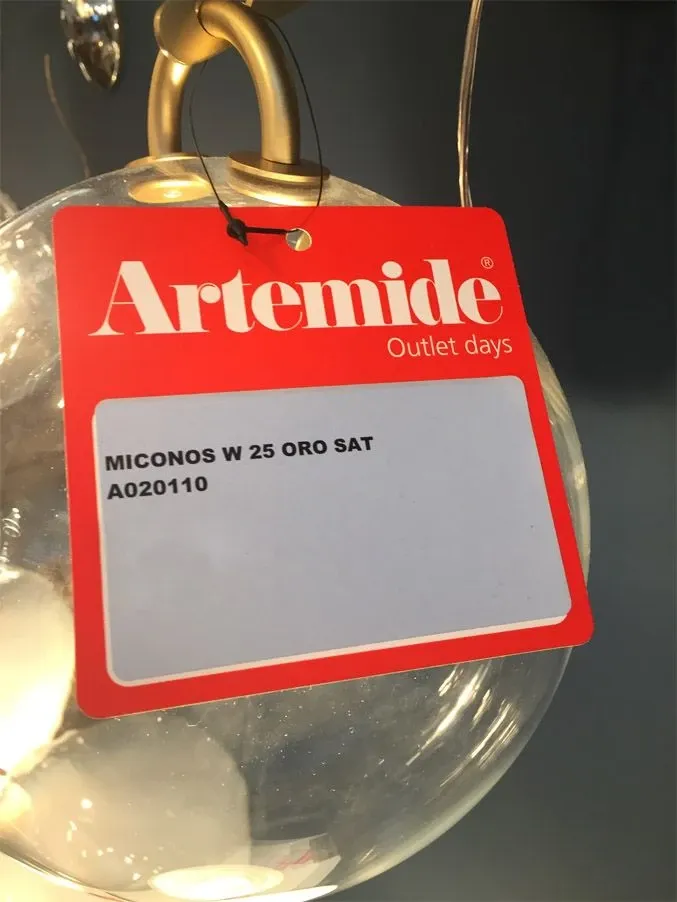 Artemide®
Outlet days
MICONOS W 25 ORO SAT
A020110